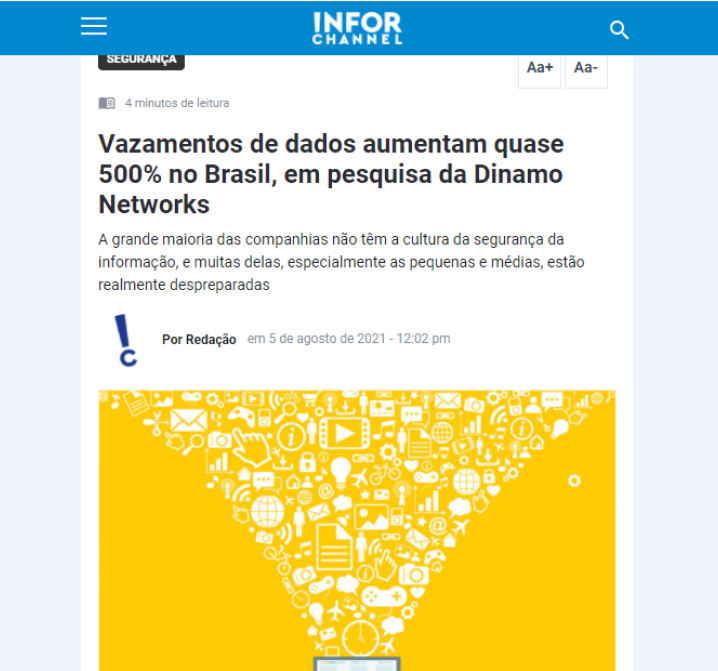 INFOR
CHANNEL
SEGURANÇA
Aa+ Aa-
4 minutos de leitura
Vazamentos de dados aumentam quase
500% no Brasil, em pesquisa da Dinamo
Networks
A grande maioria das companhias não têm a cultura da segurança da
informação, e muitas delas, especialmente as pequenas e médias, estão
realmente despreparadas
Por Redação em 5 de agosto de 2021 - 12:02 pm